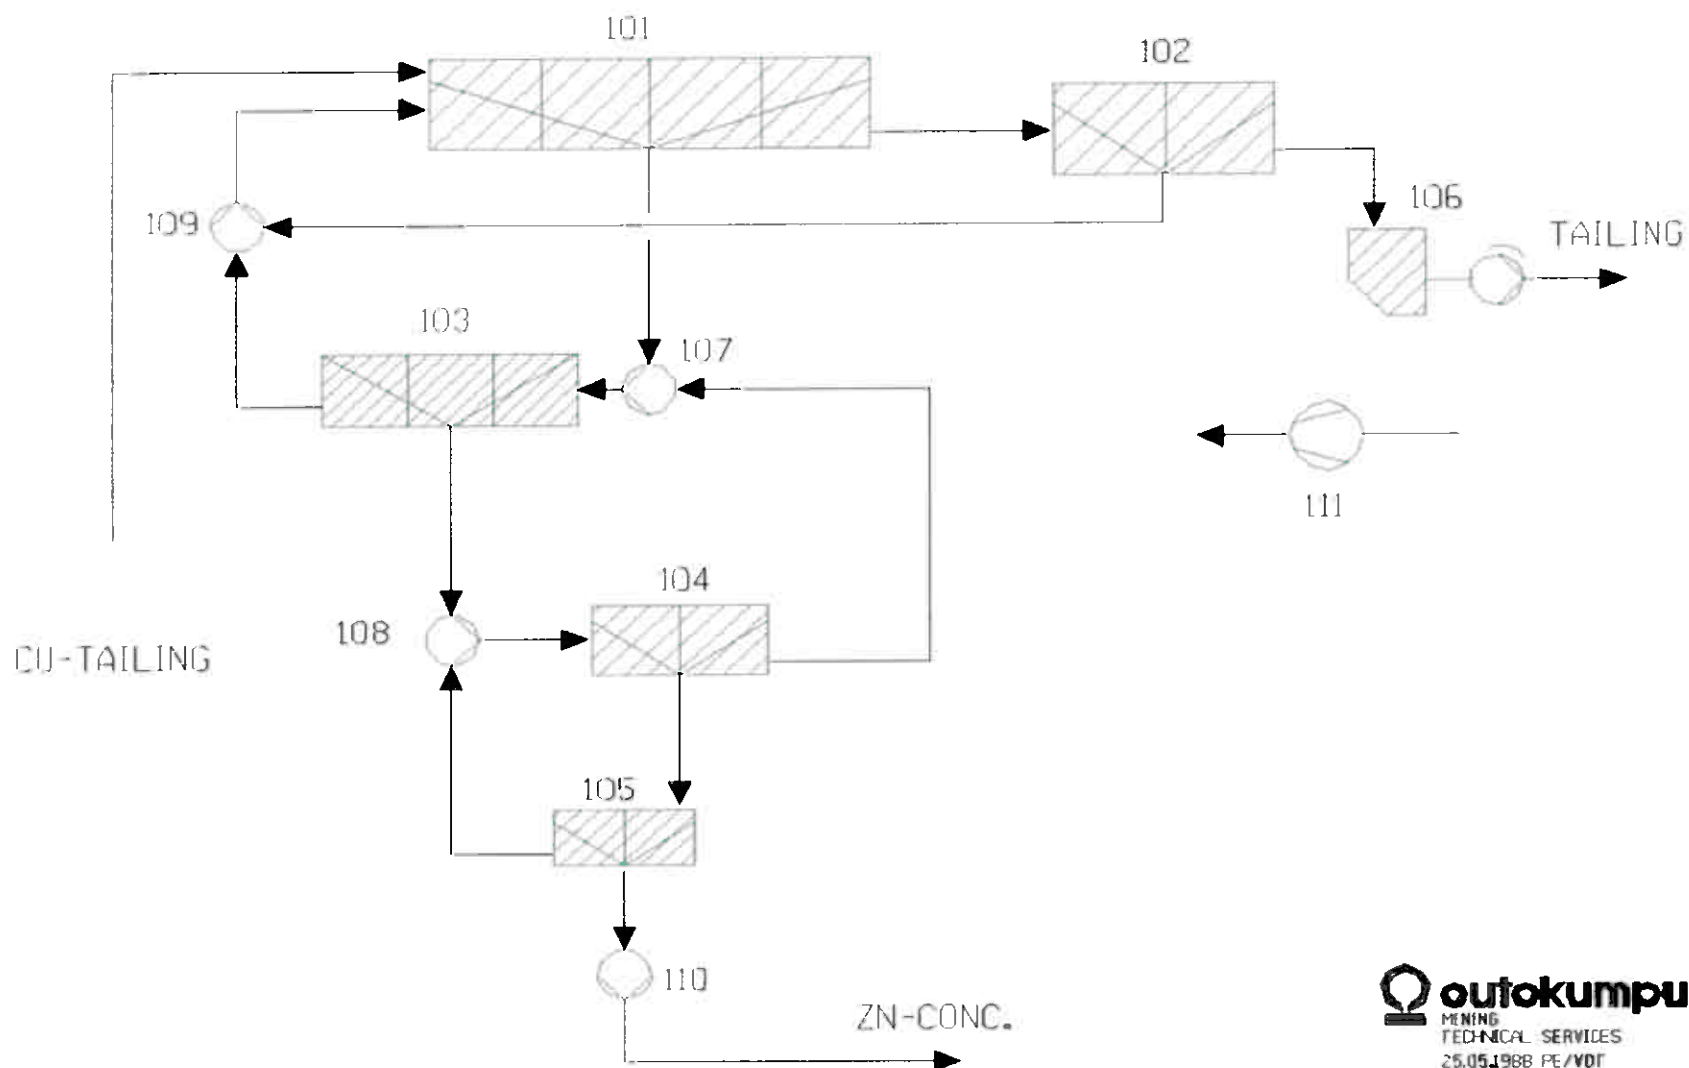 101
102
106
109
TAILING
103
107
111
104
108
CU-TAILING
105
110
ZN-CONC.
outokumpu
MINING
TECHNICAL SERVICES
25.05.1988 PE/VDT